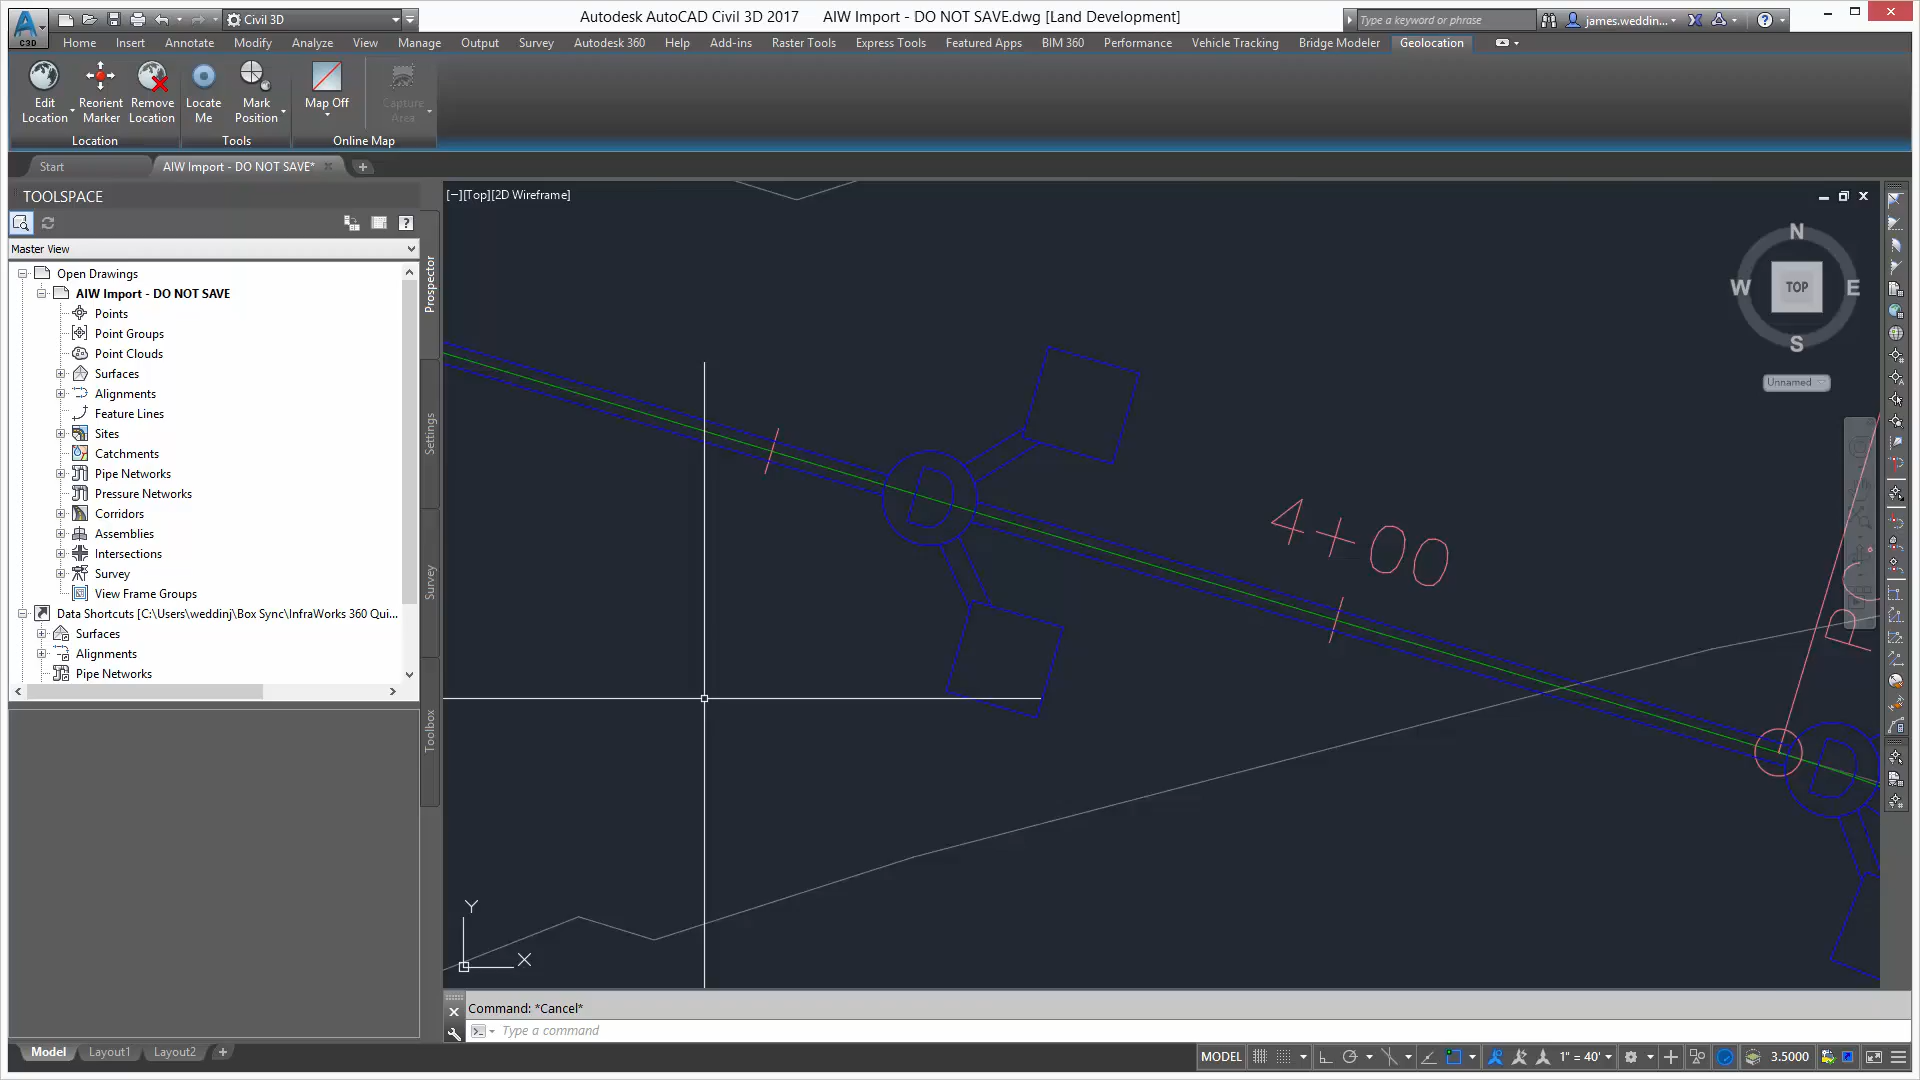 Civil 3D
Autodesk AutoCAD Civil 3D 2017 AIW Import - DO NOT SAVE.dwg [Land Development]
Type a keyword or phrase
james.weddin...
C3D
Home Insert Annotate Modify Analyze View Manage Output Survey Autodesk 360 Help Add-ins Raster Tools Express Tools Featured Apps BIM 360 Performance Vehicle Tracking Bridge Modeler Geolocation
Edit Location
Reorient Marker
Remove Location
Locate Me
Mark Position
Map Off
Capture Area
Location Tools Online Map
Start AIW Import - DO NOT SAVE*
TOOLSPACE
Master View
Open Drawings
AIW Import - DO NOT SAVE
Points
Point Groups
Point Clouds
Surfaces
Alignments
Feature Lines
Sites
Catchments
Pipe Networks
Pressure Networks
Corridors
Assemblies
Intersections
Survey
View Frame Groups
Data Shortcuts [C:\Users\weddinj\Box Sync\InfraWorks 360 Qui...
Surfaces
Alignments
Pipe Networks
Prospector
Settings
Survey
Toolbox
[−][Top][2D Wireframe]
N
W TOP E
S
Unnamed
D
4+00
D
Y
X
Command: *Cancel*
Type a command
Model Layout1 Layout2
MODEL 1" = 40' 3.5000